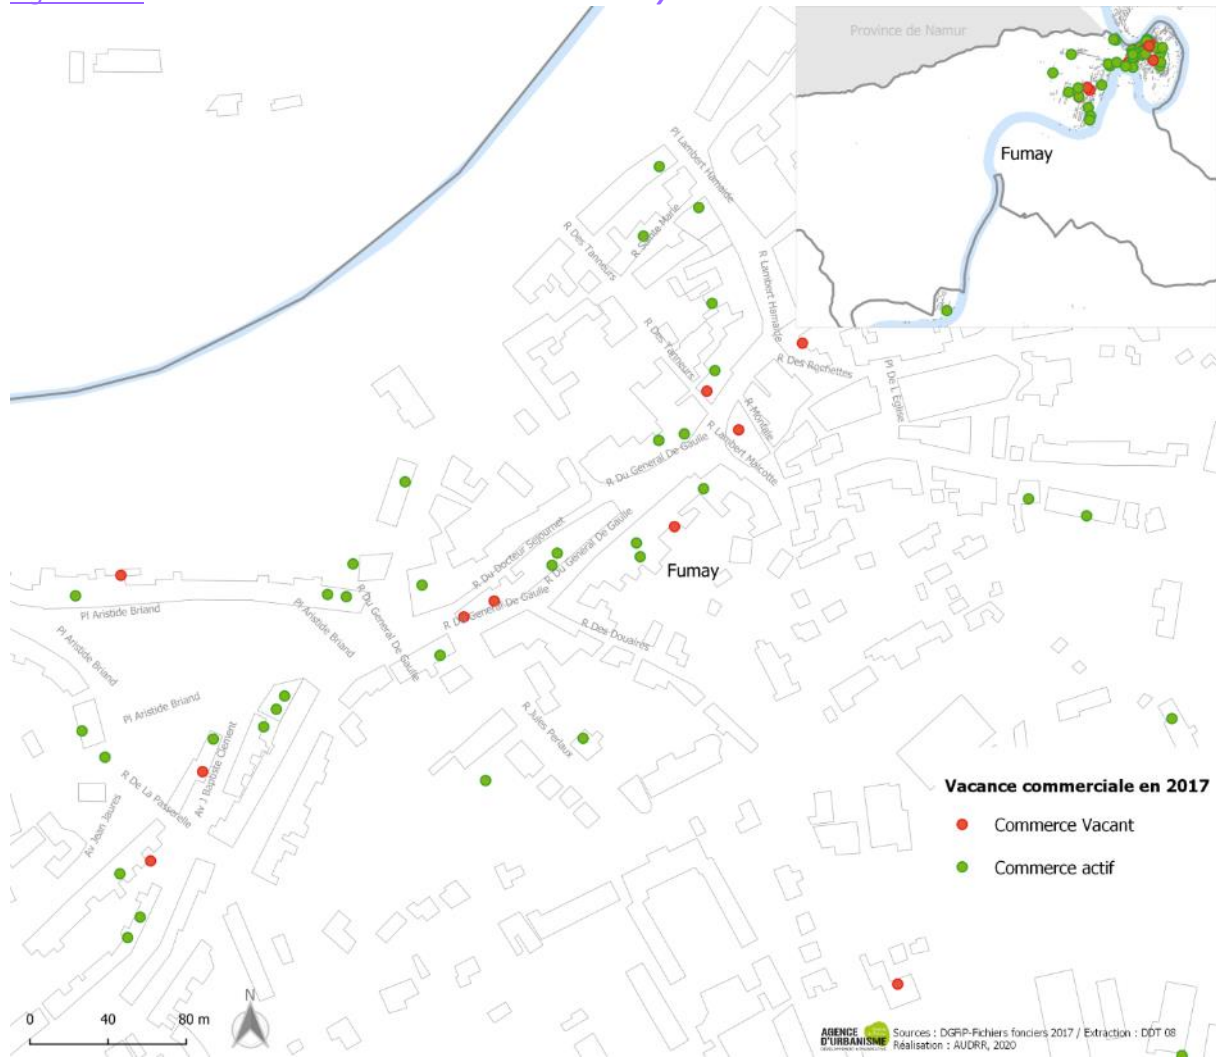 Province de Namur
Fumay
Pl Lambert Hamaide
R Sainte Marie
R Des Tanneurs
R Lambert Hamaide
R Des Tanneurs
R Des Rochettes
Pl De L Eglise
R Monfale
R Lambert Malcotte
R Du General De Gaulle
R Du Docteur Sejournet
R Du General De Gaulle
Fumay
R Du General De Gaulle
Pl Aristide Briand
Pl Aristide Briand
R Du General De Gaulle
R Des Douaires
Pl Aristide Briand
Pl Aristide Briand
R Jules Periaux
Av J Baptiste Clement
R De La Passerelle
Av Jean Jaures
Vacance commerciale en 2017
Commerce Vacant
Commerce actif
N
0 40 80 m
AGENCE
D'URBANISME
Sources : DGFiP-Fichiers fonciers 2017 / Extraction : DDT 08
Réalisation : AUDRR, 2020